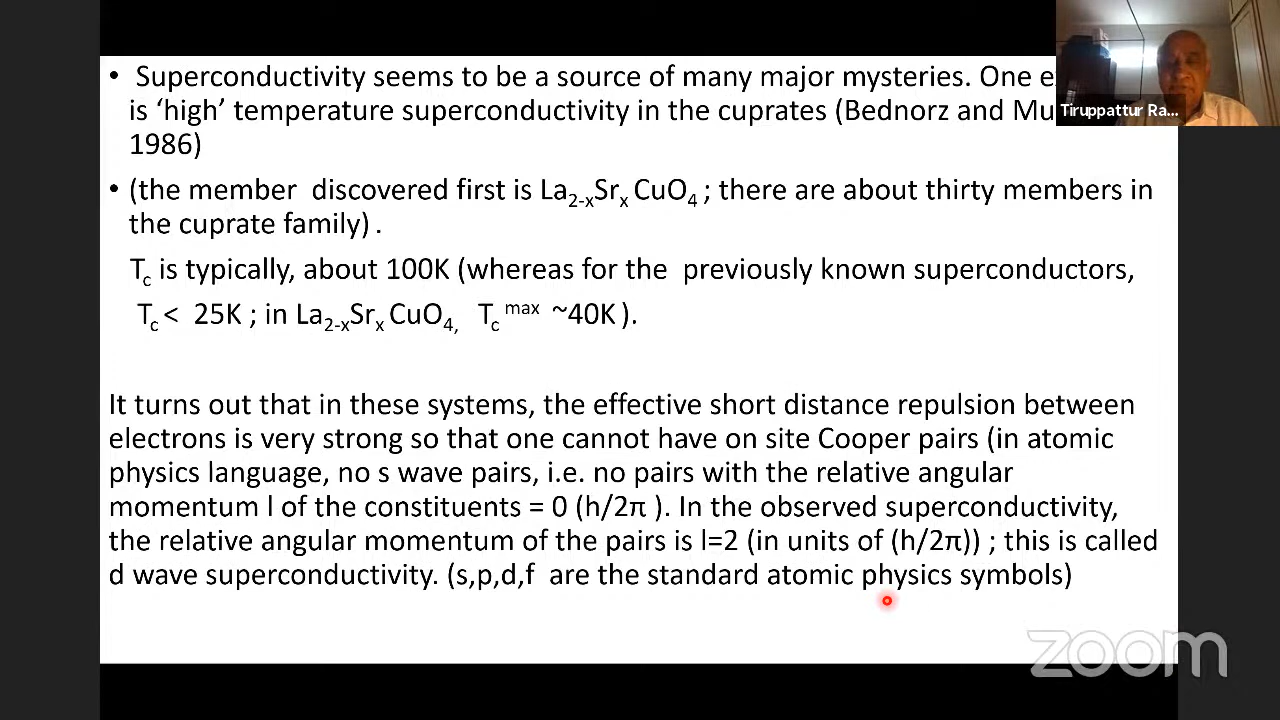 • Superconductivity seems to be a source of many major mysteries. One
is ‘high’ temperature superconductivity in the cuprates (Bednorz and
1986)
• (the member discovered first is La2-xSrx CuO4 ; there are about thirty members in
the cuprate family) .
Tc is typically, about 100K (whereas for the previously known superconductors,
Tc < 25K ; in La2-xSrx CuO4, Tc max ~40K ).
It turns out that in these systems, the effective short distance repulsion between
electrons is very strong so that one cannot have on site Cooper pairs (in atomic
physics language, no s wave pairs, i.e. no pairs with the relative angular
momentum l of the constituents = 0 (h/2π ). In the observed superconductivity,
the relative angular momentum of the pairs is l=2 (in units of (h/2π)) ; this is called
d wave superconductivity. (s,p,d,f are the standard atomic physics symbols)
Tiruppattur Ra...
zoom